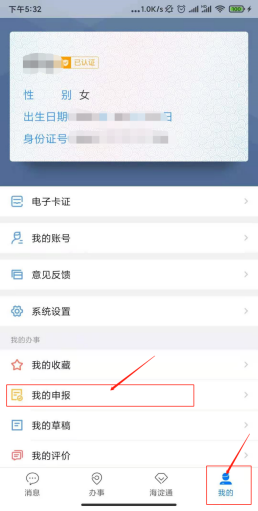 下午5:32
...1.0K/s
100
已认证
性 别 女
出生日期 日
身份证号
电子卡证
我的账号
意见反馈
系统设置
我的办事
我的收藏
我的申报
我的草稿
我的评价
消息 办事 海淀通 我的